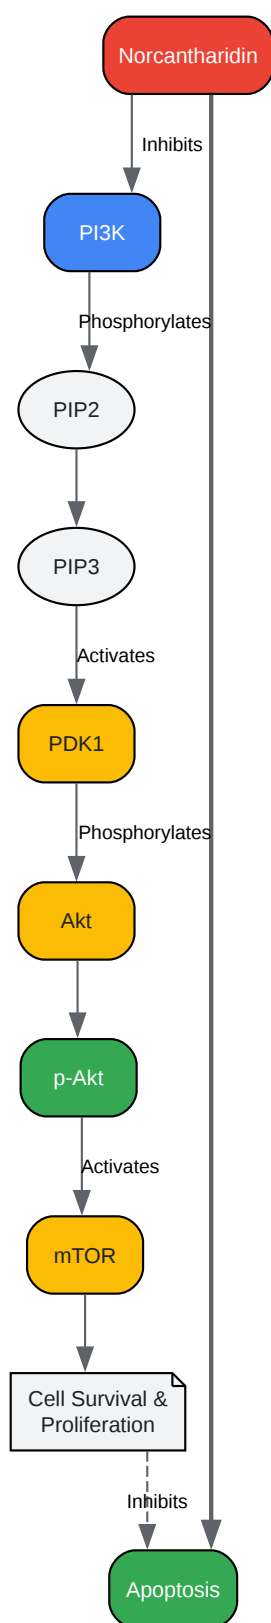 Norcantharidin
Inhibits
PI3K
Phosphorylates
PIP2
PIP3
Activates
PDK1
Phosphorylates
Akt
p-Akt
Activates
mTOR
Cell Survival &
Proliferation
Inhibits
Apoptosis